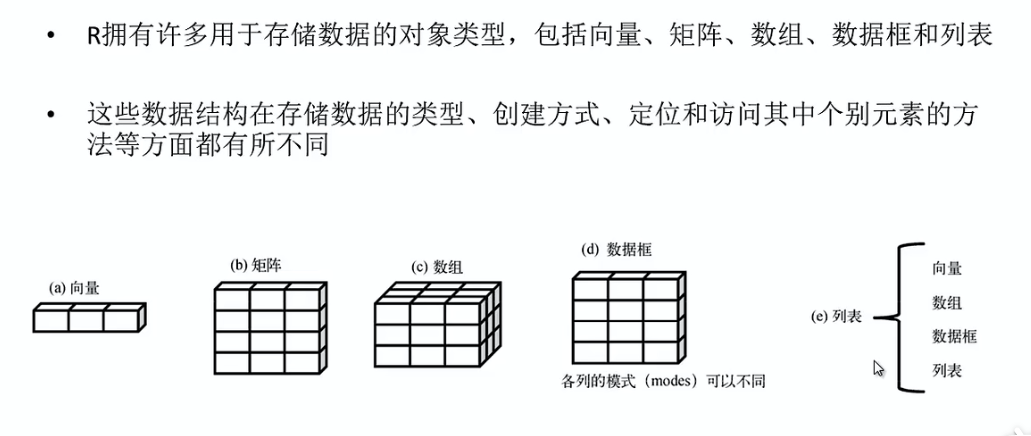 • R拥有许多用于存储数据的对象类型，包括向量、矩阵、数组、数据框和列表
• 这些数据结构在存储数据的类型、创建方式、定位和访问其中个别元素的方
法等方面都有所不同
(a) 向量
(b) 矩阵
(c) 数组
(d) 数据框
各列的模式（modes）可以不同
(e) 列表
向量
数组
数据框
列表